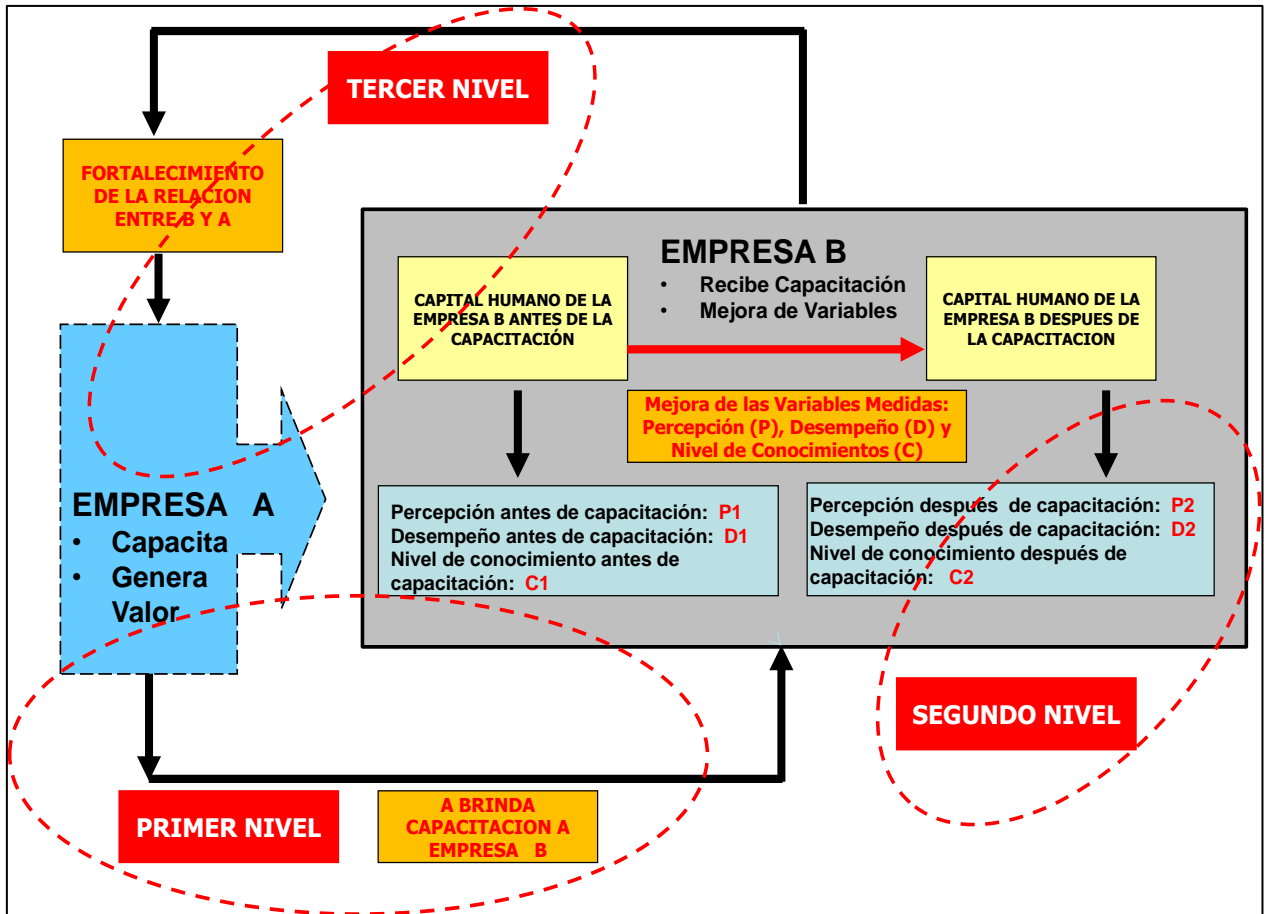 TERCER NIVEL
FORTALECIMIENTO
DE LA RELACION
ENTRE B Y A
EMPRESA B
• Recibe Capacitación
• Mejora de Variables
CAPITAL HUMANO DE LA
EMPRESA B ANTES DE LA
CAPACITACIÓN
CAPITAL HUMANO DE LA
EMPRESA B DESPUES DE
LA CAPACITACION
Mejora de las Variables Medidas:
Percepción (P), Desempeño (D) y
Nivel de Conocimientos (C)
EMPRESA A
• Capacita
• Genera
Valor
Percepción antes de capacitación: P1
Desempeño antes de capacitación: D1
Nivel de conocimiento antes de
capacitación: C1
Percepción después de capacitación: P2
Desempeño después de capacitación: D2
Nivel de conocimiento después de
capacitación: C2
SEGUNDO NIVEL
PRIMER NIVEL
A BRINDA
CAPACITACION A
EMPRESA B